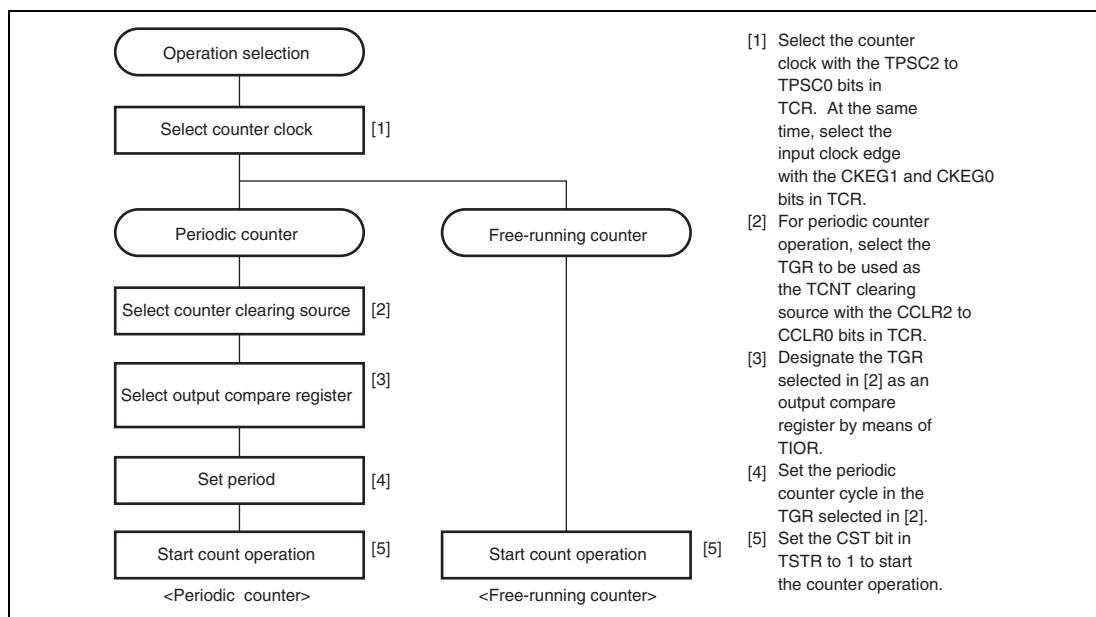 Operation selection
Select counter clock
[1]
Periodic counter
Free-running counter
Select counter clearing source
[2]
Select output compare register
[3]
Set period
[4]
Start count operation
[5]
Start count operation
[5]
<Periodic counter>
<Free-running counter>
[1] Select the counter
clock with the TPSC2 to
TPSC0 bits in
TCR. At the same
time, select the
input clock edge
with the CKEG1 and CKEG0
bits in TCR.
[2] For periodic counter
operation, select the
TGR to be used as
the TCNT clearing
source with the CCLR2 to
CCLR0 bits in TCR.
[3] Designate the TGR
selected in [2] as an
output compare
register by means of
TIOR.
[4] Set the periodic
counter cycle in the
TGR selected in [2].
[5] Set the CST bit in
TSTR to 1 to start
the counter operation.